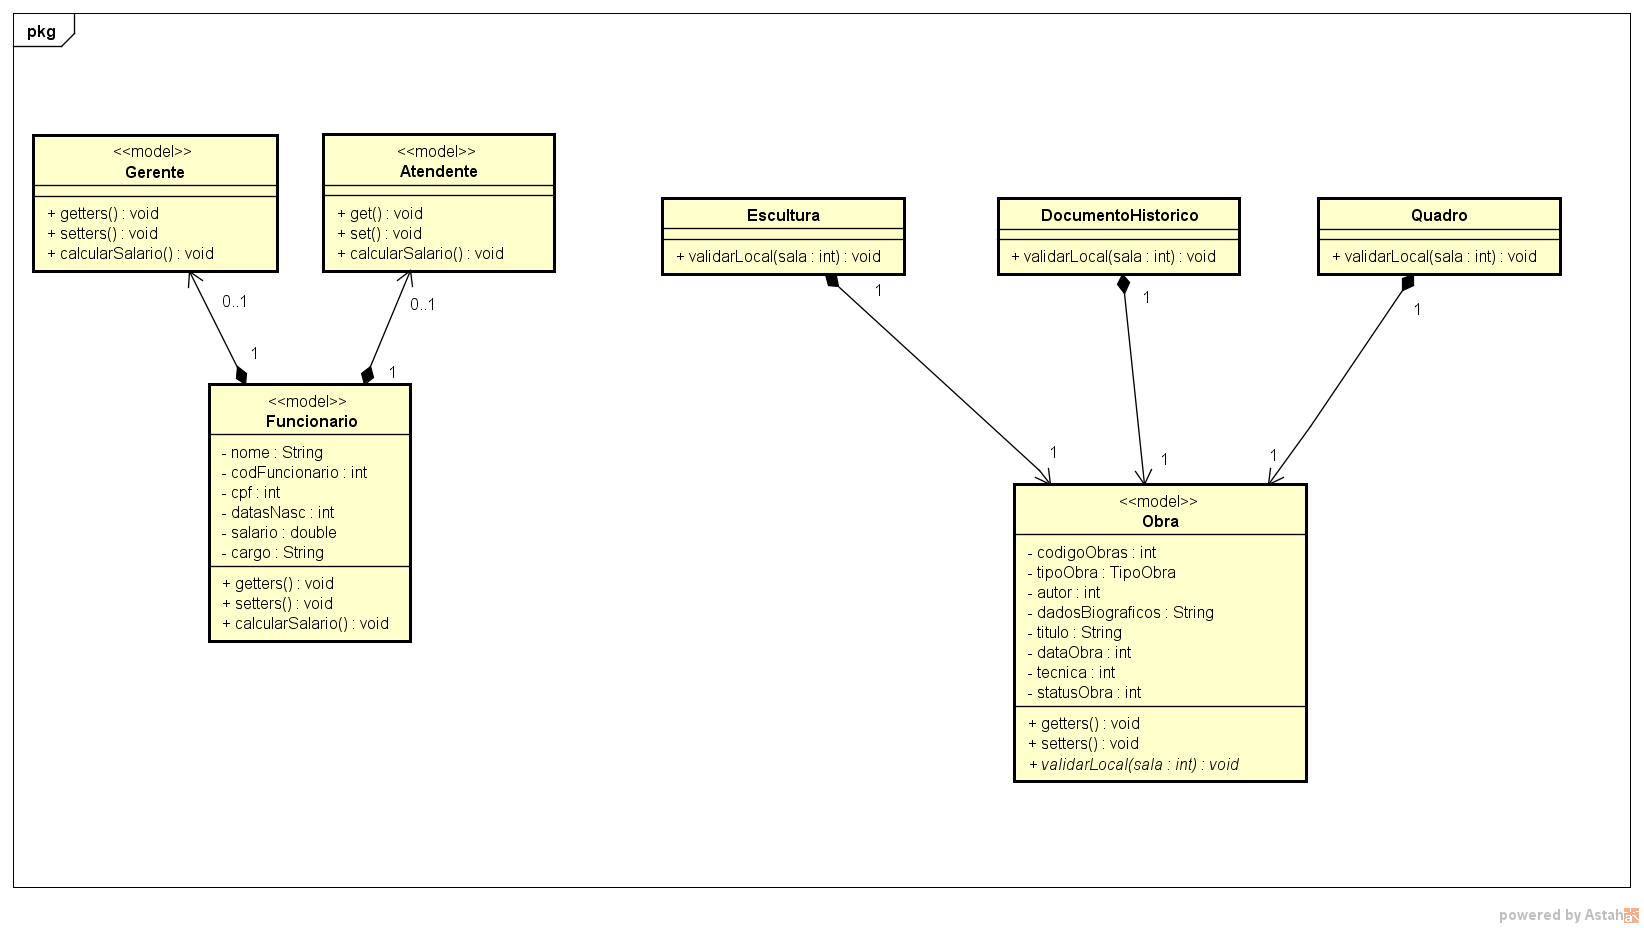 pkg
<<model>>
Gerente
+ getters() : void
+ setters() : void
+ calcularSalario() : void
<<model>>
Atendente
+ get() : void
+ set() : void
+ calcularSalario() : void
Escultura
+ validarLocal(sala : int) : void
DocumentoHistorico
+ validarLocal(sala : int) : void
Quadro
+ validarLocal(sala : int) : void
0..1
1
0..1
1
1
1
1
1
1
1
<<model>>
Funcionario
- nome : String
- codFuncionario : int
- cpf : int
- datasNasc : int
- salario : double
- cargo : String
+ getters() : void
+ setters() : void
+ calcularSalario() : void
<<model>>
Obra
- codigoObras : int
- tipoObra : TipoObra
- autor : int
- dadosBiograficos : String
- titulo : String
- dataObra : int
- tecnica : int
- statusObra : int
+ getters() : void
+ setters() : void
+ validarLocal(sala : int) : void
powered by Astah